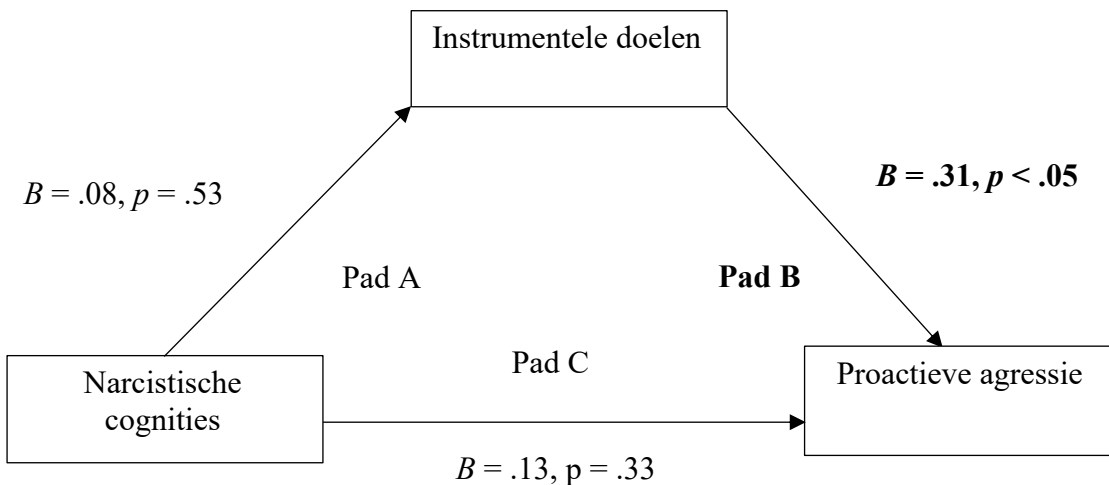 Instrumentele doelen
B = .08, p = .53
B = .31, p < .05
Pad A
Pad B
Pad C
Narcistische
cognities
Proactieve agressie
B = .13, p = .33